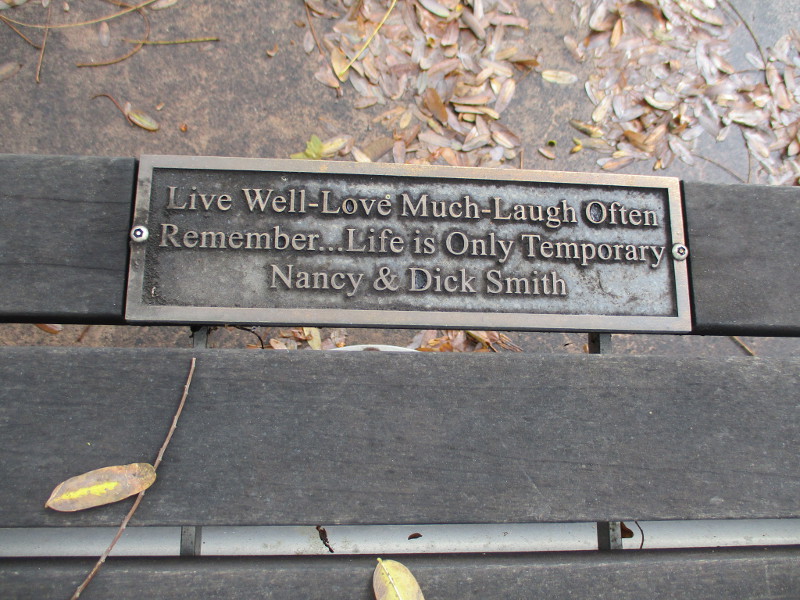 Live Well-Love Much-Laugh Often
Remember...Life is Only Temporary
Nancy & Dick Smith